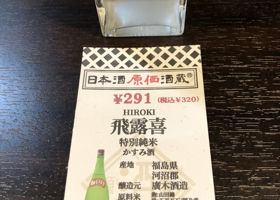 日本酒原価酒蔵®
¥291 (税込¥320)
HIROKI
飛露喜
特別純米
かすみ酒
産地 福島県
河沼郡
醸造元 廣木酒造
原料米